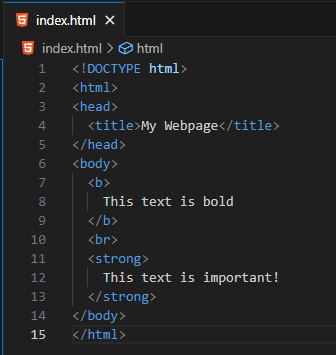 index.html
index.html > html
1 <!DOCTYPE html>
2 <html>
3 <head>
4   <title>My Webpage</title>
5 </head>
6 <body>
7   <b>
8     This text is bold
9   </b>
10   <br>
11   <strong>
12     This text is important!
13   </strong>
14 </body>
15 </html>